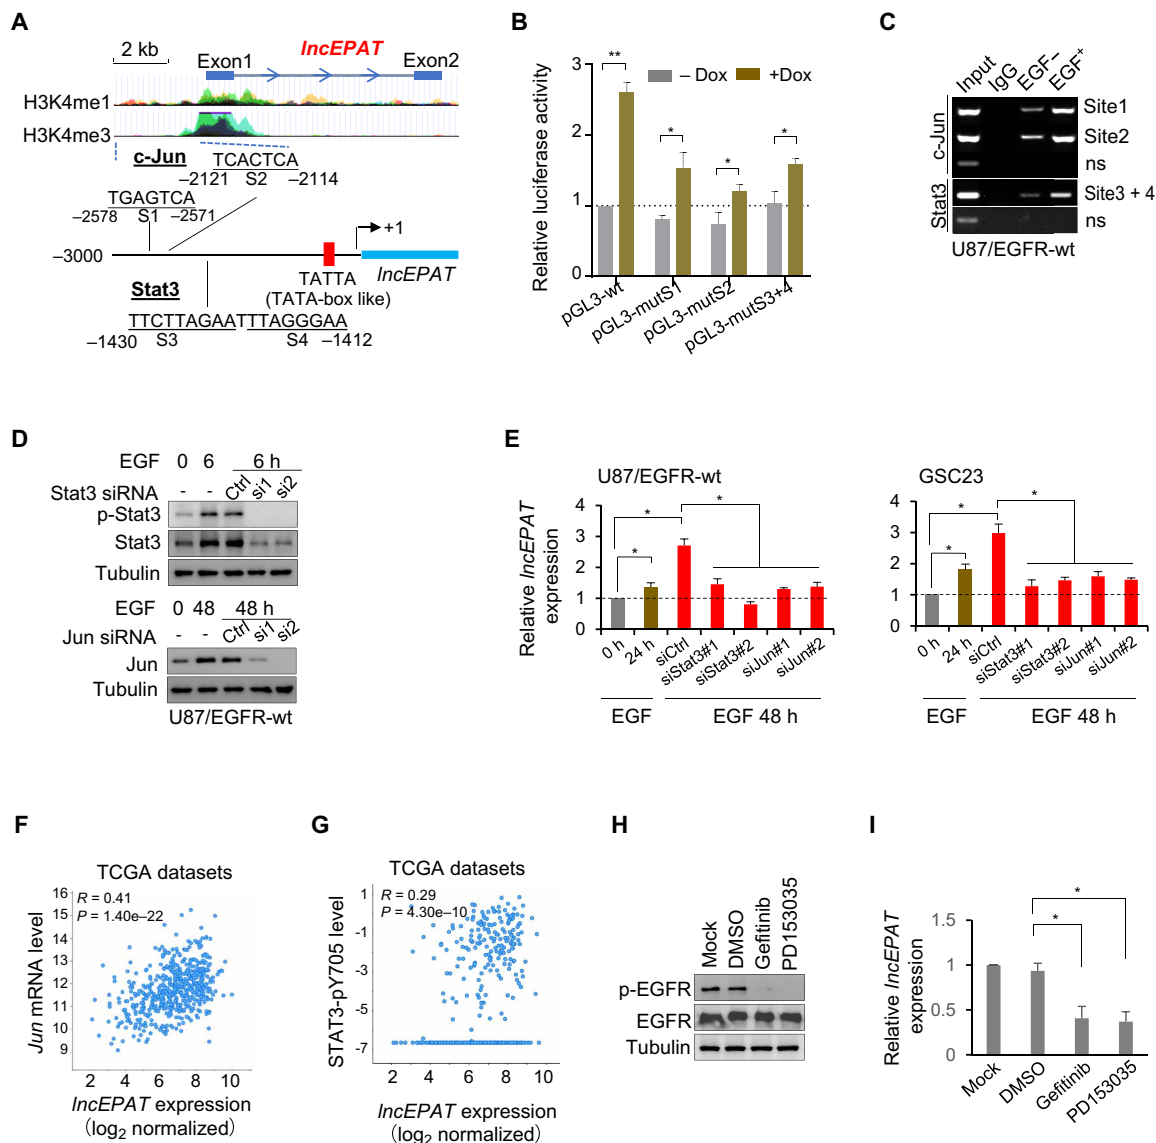 A
2 kb
lncEPAT
Exon1
Exon2
H3K4me1
H3K4me3
c-Jun
TCACTCA
–2121
S2
–2114
TGAGTCA
–2578
S1
–2571
+1
–3000
lncEPAT
TATTA
(TATA-box like)
Stat3
TTCTTAGAATTTAGGGAA
–1430
S3
S4
–1412
B
Relative luciferase activity
– Dox
+Dox
3
2
1
0
**
*
*
*
pGL3-wt
pGL3-mutS1
pGL3-mutS2
pGL3-mutS3+4
C
Input
IgG
EGF–
EGF+
c-Jun
Site1
Site2
ns
Stat3
Site3 + 4
ns
U87/EGFR-wt
D
EGF 0 6 6 h
Stat3 siRNA - - Ctrl si1 si2
p-Stat3
Stat3
Tubulin
EGF 0 48 48 h
Jun siRNA - - Ctrl si1 si2
Jun
Tubulin
U87/EGFR-wt
E
U87/EGFR-wt
Relative lncEPAT
expression
4
3
2
1
0
*
*
*
0 h
24 h
siCtrl
siStat3#1
siStat3#2
siJun#1
siJun#2
EGF
EGF 48 h
GSC23
4
3
2
1
0
*
*
*
0 h
24 h
siCtrl
siStat3#1
siStat3#2
siJun#1
siJun#2
EGF
EGF 48 h
F
TCGA datasets
R = 0.41
P = 1.40e–22
Jun mRNA level
16
15
14
13
12
11
10
9
2 4 6 8 10
lncEPAT expression
(log2 normalized)
G
TCGA datasets
R = 0.29
P = 4.30e–10
STAT3-pY705 level
1
-1
-3
-5
-7
2 4 6 8 10
lncEPAT expression
(log2 normalized)
H
Mock
DMSO
Gefitinib
PD153035
p-EGFR
EGFR
Tubulin
I
Relative lncEPAT
expression
1.5
1
0.5
0
*
*
Mock
DMSO
Gefitinib
PD153035